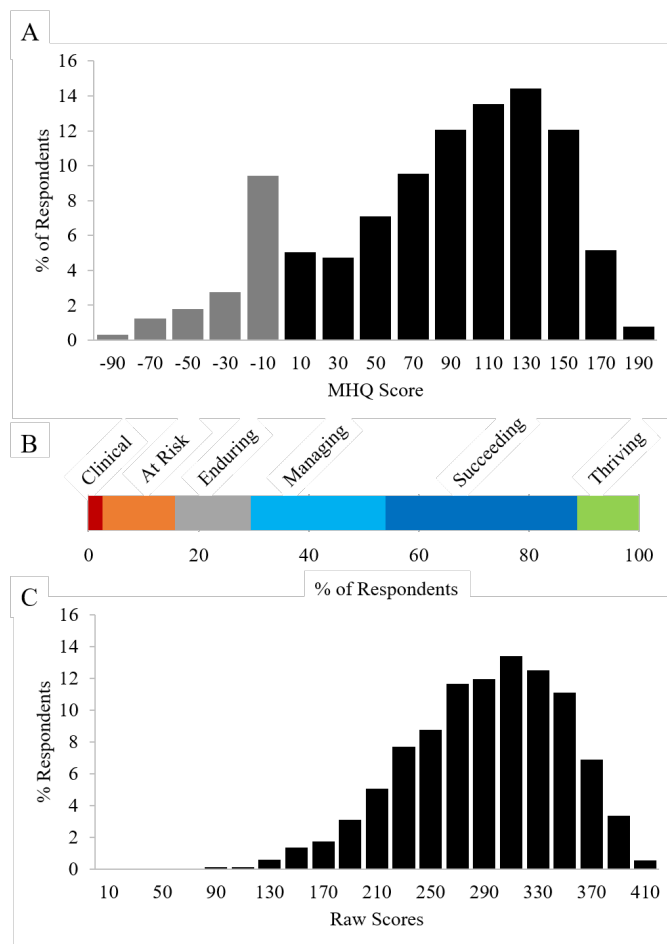 A
16
14
12
10
8
6
4
2
0
% of Respondents
-90 -70 -50 -30 -10 10 30 50 70 90 110 130 150 170 190
MHQ Score
B
Clinical
At Risk
Enduring
Managing
Succeeding
Thriving
0 20 40 60 80 100
% of Respondents
C
16
14
12
10
8
6
4
2
0
% Respondents
10 50 90 130 170 210 250 290 330 370 410
Raw Scores